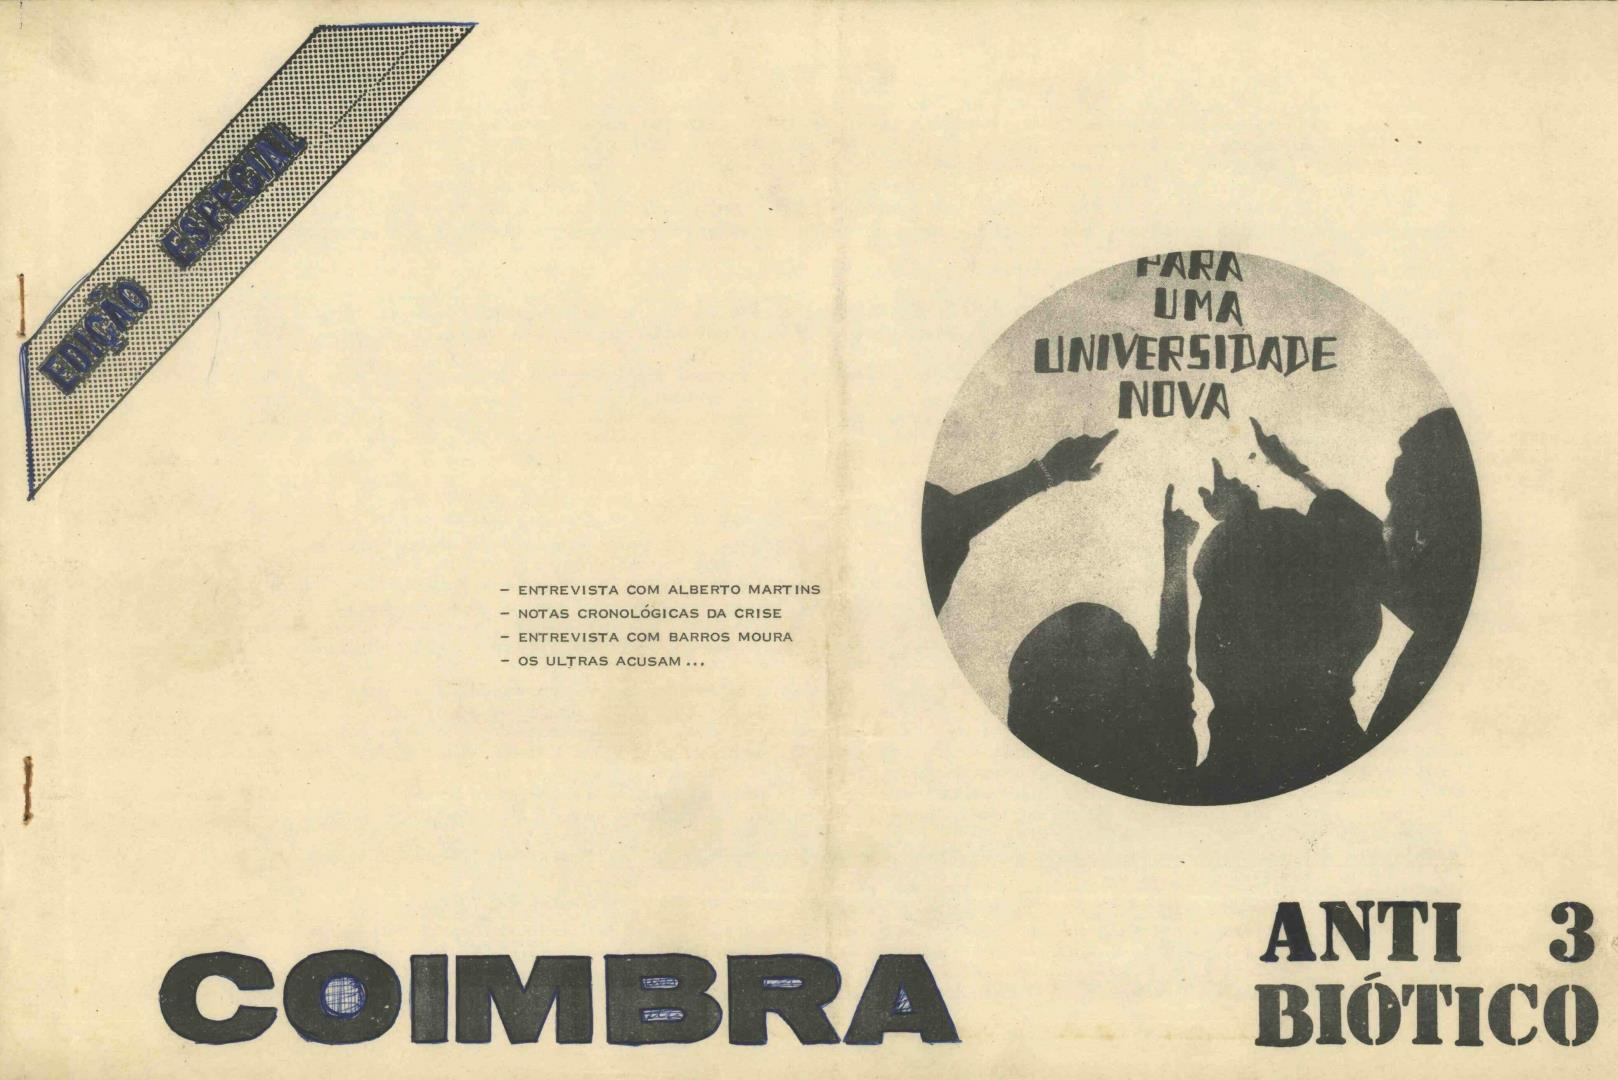 EDIÇÃO ESPECIAL
PARA
UMA
UNIVERSIDADE
NOVA
- ENTREVISTA COM ALBERTO MARTINS
- NOTAS CRONOLÓGICAS DA CRISE
- ENTREVISTA COM BARROS MOURA
- OS ULTRAS ACUSAM...
COIMBRA
ANTI 3
BIÓTICO